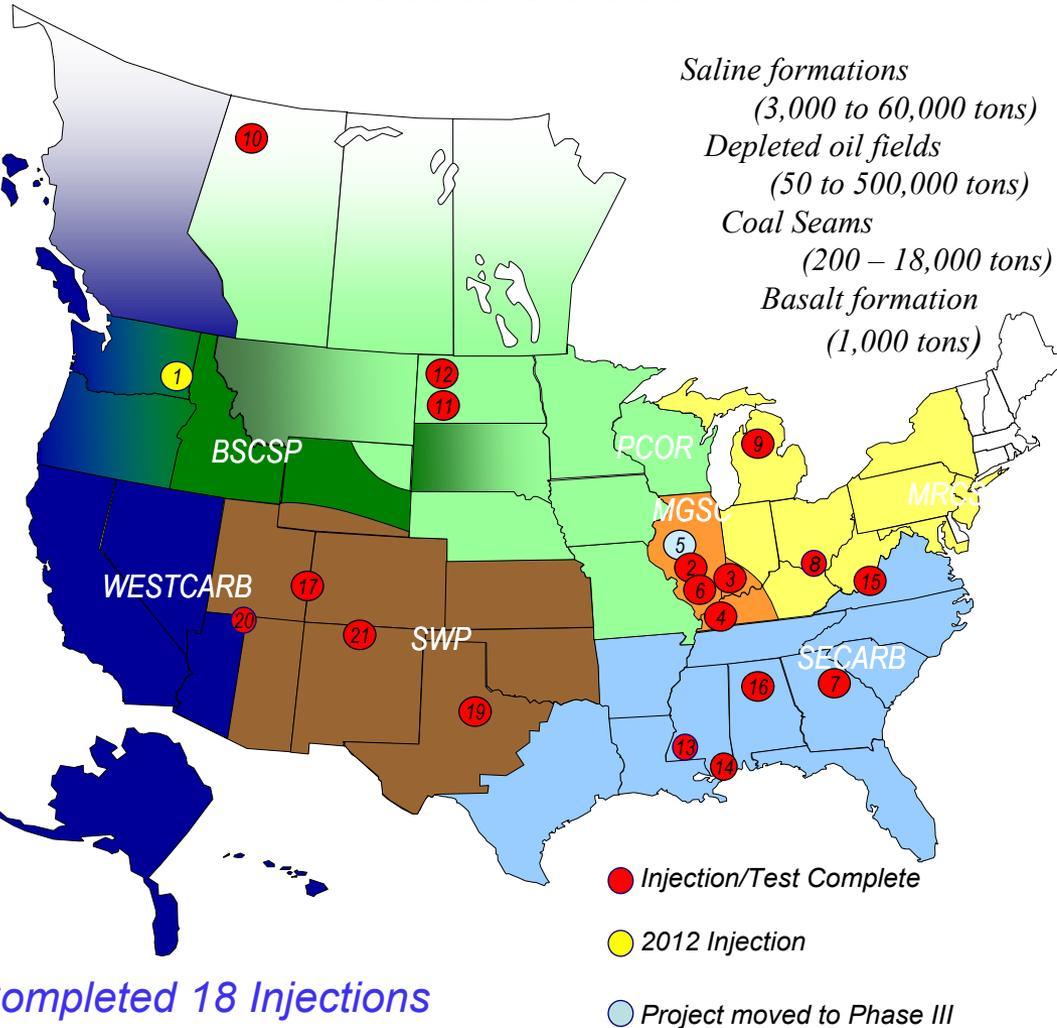 Saline formations
(3,000 to 60,000 tons)
Depleted oil fields
(50 to 500,000 tons)
Coal Seams
(200 – 18,000 tons)
Basalt formation
(1,000 tons)
10
12
1
11
BSCSP
PCOR
9
MRCS
MGSC
5
2
8
3
15
6
4
WESTCARB
17
20
21
SWP
SECARB
16
7
19
13
14
Injection/Test Complete
2012 Injection
ompleted 18 Injections
Project moved to Phase III